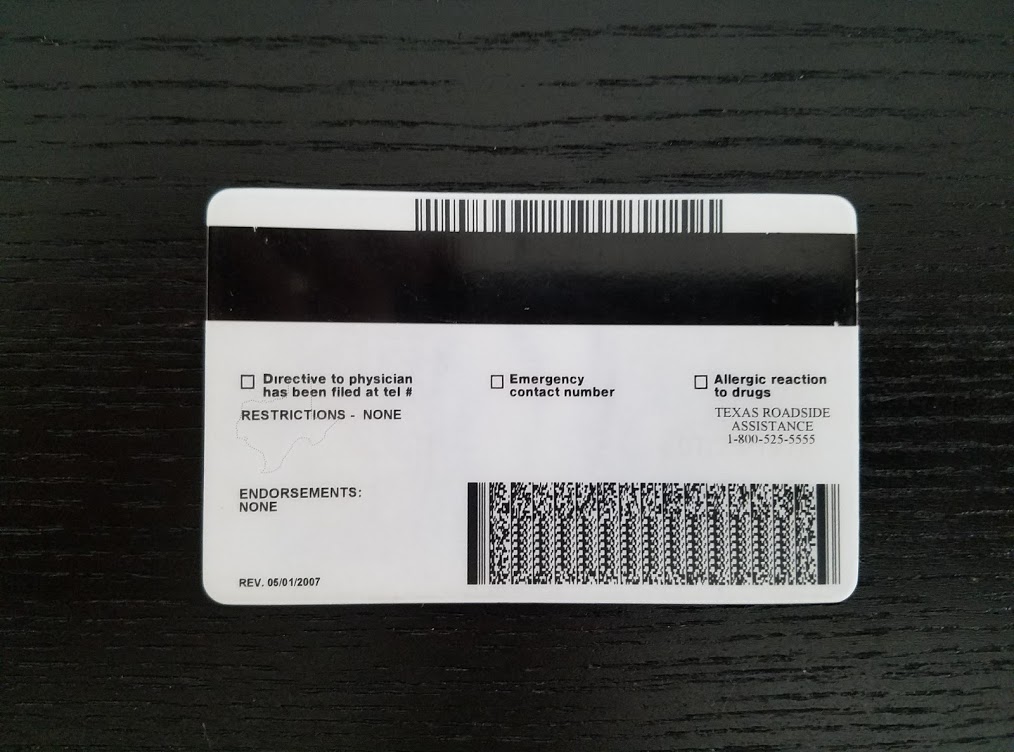 Directive to physician
has been filed at tel #
Emergency
contact number
Allergic reaction
to drugs
RESTRICTIONS - NONE
TEXAS ROADSIDE
ASSISTANCE
1-800-525-5555
ENDORSEMENTS:
NONE
REV. 05/01/2007